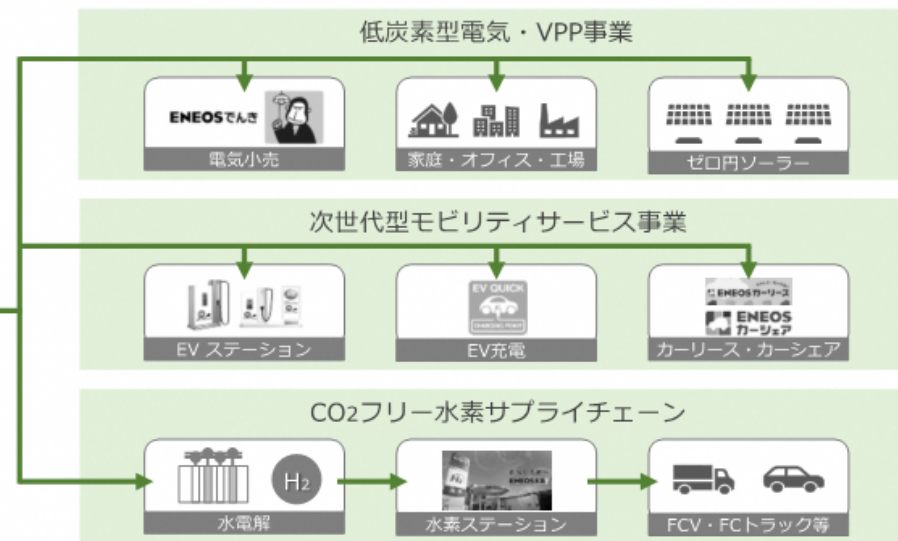 低炭素型電気・VPP事業
ENEOSでんき
電気小売
家庭・オフィス・工場
ゼロ円ソーラー
次世代型モビリティサービス事業
EV QUICK
CHARGING POINT
ENEOSカーリース
ENEOS
カーシェア
EV ステーション
EV充電
カーリース・カーシェア
CO2フリー水素サプライチェーン
H2
水電解
水素ステーション
FCV・FCトラック等